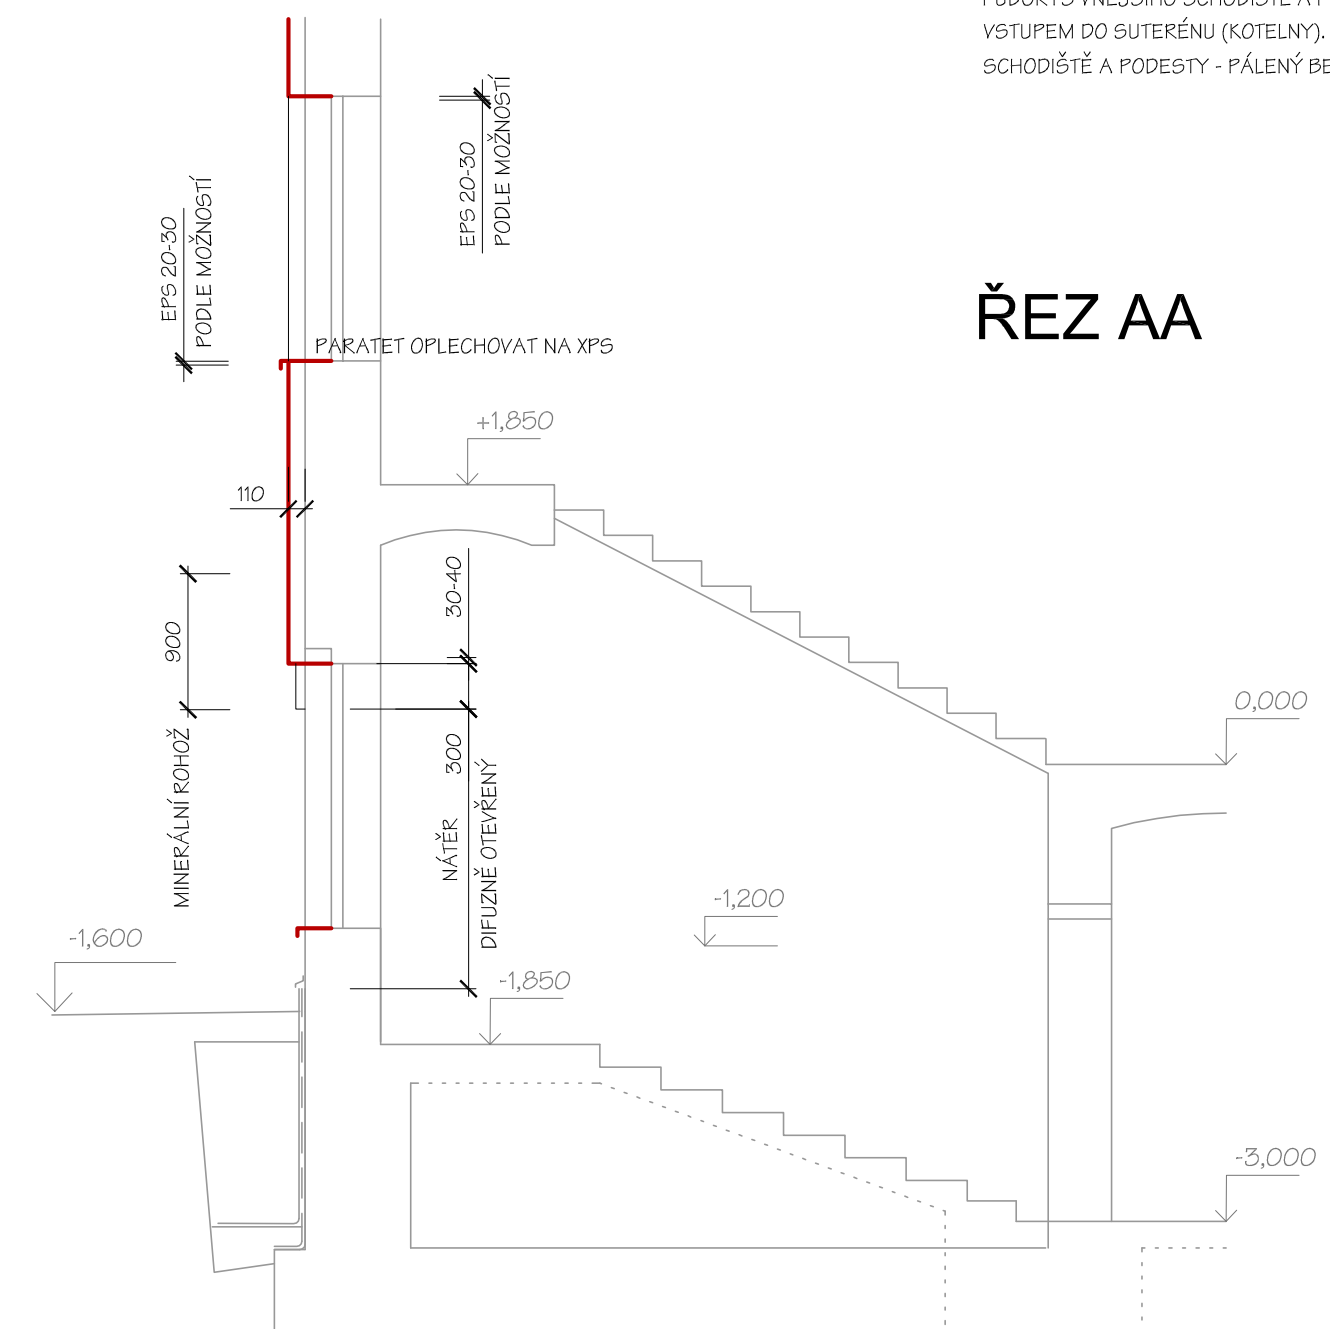 VSTUPEM DO SUTERÉNU (KOTELNY).
SCHODIŠTĚ A PODESTY - PÁLENÝ
EPS 20-30
PODLE MOŽNOSTÍ
EPS 20-30
PODLE MOŽNOSTÍ
ŘEZ AA
PARATET OPLECHOVAT NA XPS
+1,850
110
30-40
900
0,000
300
MINERÁLNÍ ROHOŽ
NÁTĚR
DIFUZNĚ OTEVŘENÝ
-1,200
-1,600
-1,850
-3,000